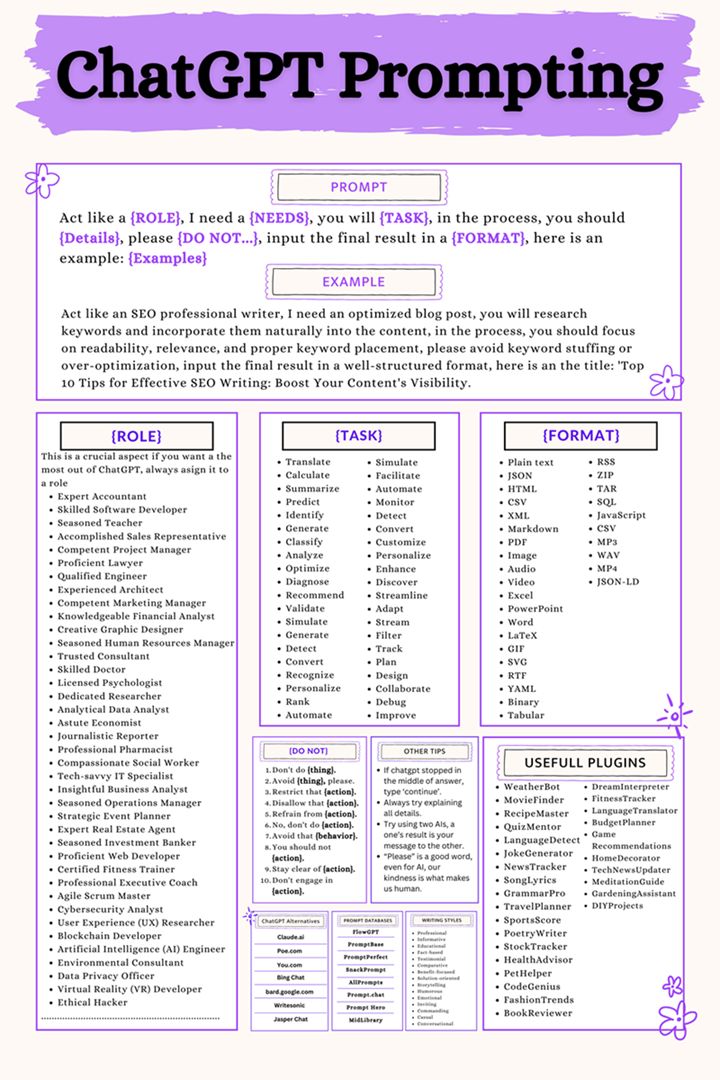 ChatGPT Prompting
PROMPT
Act like a {ROLE}, I need a {NEEDS}, you will {TASK}, in the process, you should
{Details}, please {DO NOT...}, input the final result in a {FORMAT}, here is an
example: {Examples}
EXAMPLE
Act like an SEO professional writer, I need an optimized blog post, you will research
keywords and incorporate them naturally into the content, in the process, you should focus
on readability, relevance, and proper keyword placement, please avoid keyword stuffing or
over-optimization, input the final result in a well-structured format, here is an the title: 'Top
10 Tips for Effective SEO Writing: Boost Your Content's Visibility.
{ROLE}
This is a crucial aspect if you want a the
most out of ChatGPT, always asign it to
a role
• Expert Accountant
• Skilled Software Developer
• Seasoned Teacher
• Accomplished Sales Representative
• Competent Project Manager
• Proficient Lawyer
• Qualified Engineer
• Experienced Architect
• Competent Marketing Manager
• Knowledgeable Financial Analyst
• Creative Graphic Designer
• Seasoned Human Resources Manager
• Trusted Consultant
• Skilled Doctor
• Licensed Psychologist
• Dedicated Researcher
• Analytical Data Analyst
• Astute Economist
• Journalistic Reporter
• Professional Pharmacist
• Compassionate Social Worker
• Tech-savvy IT Specialist
• Insightful Business Analyst
• Seasoned Operations Manager
• Strategic Event Planner
• Expert Real Estate Agent
• Seasoned Investment Banker
• Proficient Web Developer
• Certified Fitness Trainer
• Professional Executive Coach
• Agile Scrum Master
• Cybersecurity Analyst
• User Experience (UX) Researcher
• Blockchain Developer
• Artificial Intelligence (AI) Engineer
• Environmental Consultant
• Data Privacy Officer
• Virtual Reality (VR) Developer
• Ethical Hacker
{TASK}
• Translate
• Calculate
• Summarize
• Predict
• Identify
• Generate
• Classify
• Analyze
• Optimize
• Diagnose
• Recommend
• Validate
• Simulate
• Generate
• Detect
• Convert
• Recognize
• Personalize
• Rank
• Automate
• Simulate
• Facilitate
• Automate
• Monitor
• Detect
• Convert
• Customize
• Personalize
• Enhance
• Discover
• Streamline
• Adapt
• Stream
• Filter
• Track
• Plan
• Design
• Collaborate
• Debug
• Improve
{FORMAT}
• Plain text
• JSON
• HTML
• CSV
• XML
• Markdown
• PDF
• Image
• Audio
• Video
• Excel
• PowerPoint
• Word
• LaTeX
• GIF
• SVG
• RTF
• YAML
• Binary
• Tabular
• RSS
• ZIP
• TAR
• SQL
• JavaScript
• CSV
• MP3
• WAV
• MP4
• JSON-LD
{DO NOT}
1. Don't do {thing}.
2. Avoid {thing}, please.
3. Restrict that {action}.
4. Disallow that {action}.
5. Refrain from {action}.
6. No, don't do {action}.
7. Avoid that {behavior}.
8. You should not
{action}.
9. Stay clear of {action}.
10. Don't engage in
{action}.
OTHER TIPS
• If chatgpt stopped in
the middle of answer,
type 'continue'.
• Always try explaining
all details.
• Try using two AIs, a
one's result is your
message to the other.
• "Please" is a good word,
even for AI, our
kindness is what makes
us human.
ChatGPT Alternatives
Claude.ai
Poe.com
You.com
Bing Chat
bard.google.com
Writesonic
Jasper Chat
PROMPT DATABASES
FlowGPT
PromptBase
PromptPerfect
SnackPrompt
AllPrompts
Prompt.chat
Prompt Hero
MidLibrary
WRITING STYLES
• Professional
• Informative
• Educational
• Fact-based
• Testimonial
• Comparative
• Benefit-focused
• Solution-oriented
• Storytelling
• Humorous
• Emotional
• Inviting
• Commanding
• Casual
• Conversational
USEFULL PLUGINS
• WeatherBot
• MovieFinder
• RecipeMaster
• QuizMentor
• LanguageDetect
• JokeGenerator
• NewsTracker
• SongLyrics
• GrammarPro
• TravelPlanner
• SportsScore
• PoetryWriter
• StockTracker
• HealthAdvisor
• PetHelper
• CodeGenius
• FashionTrends
• BookReviewer
• DreamInterpreter
• FitnessTracker
• LanguageTranslator
• BudgetPlanner
• Game
Recommendations
• HomeDecorator
• TechNewsUpdater
• MeditationGuide
• GardeningAssistant
• DIYProjects